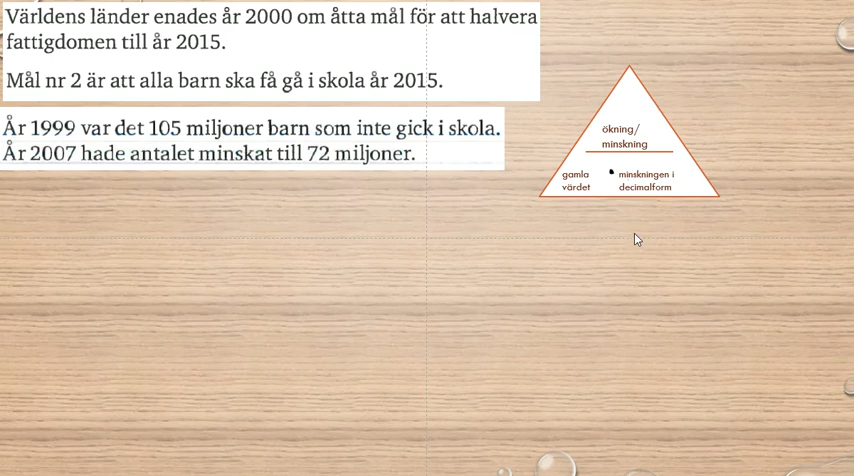 Världens länder enades år 2000 om åtta mål för att halvera
fattigdomen till år 2015.
Mål nr 2 är att alla barn ska få gå i skola år 2015.
År 1999 var det 105 miljoner barn som inte gick i skola.
År 2007 hade antalet minskat till 72 miljoner.
ökning/
minskning
gamla
värdet
minskningen i
decimalform